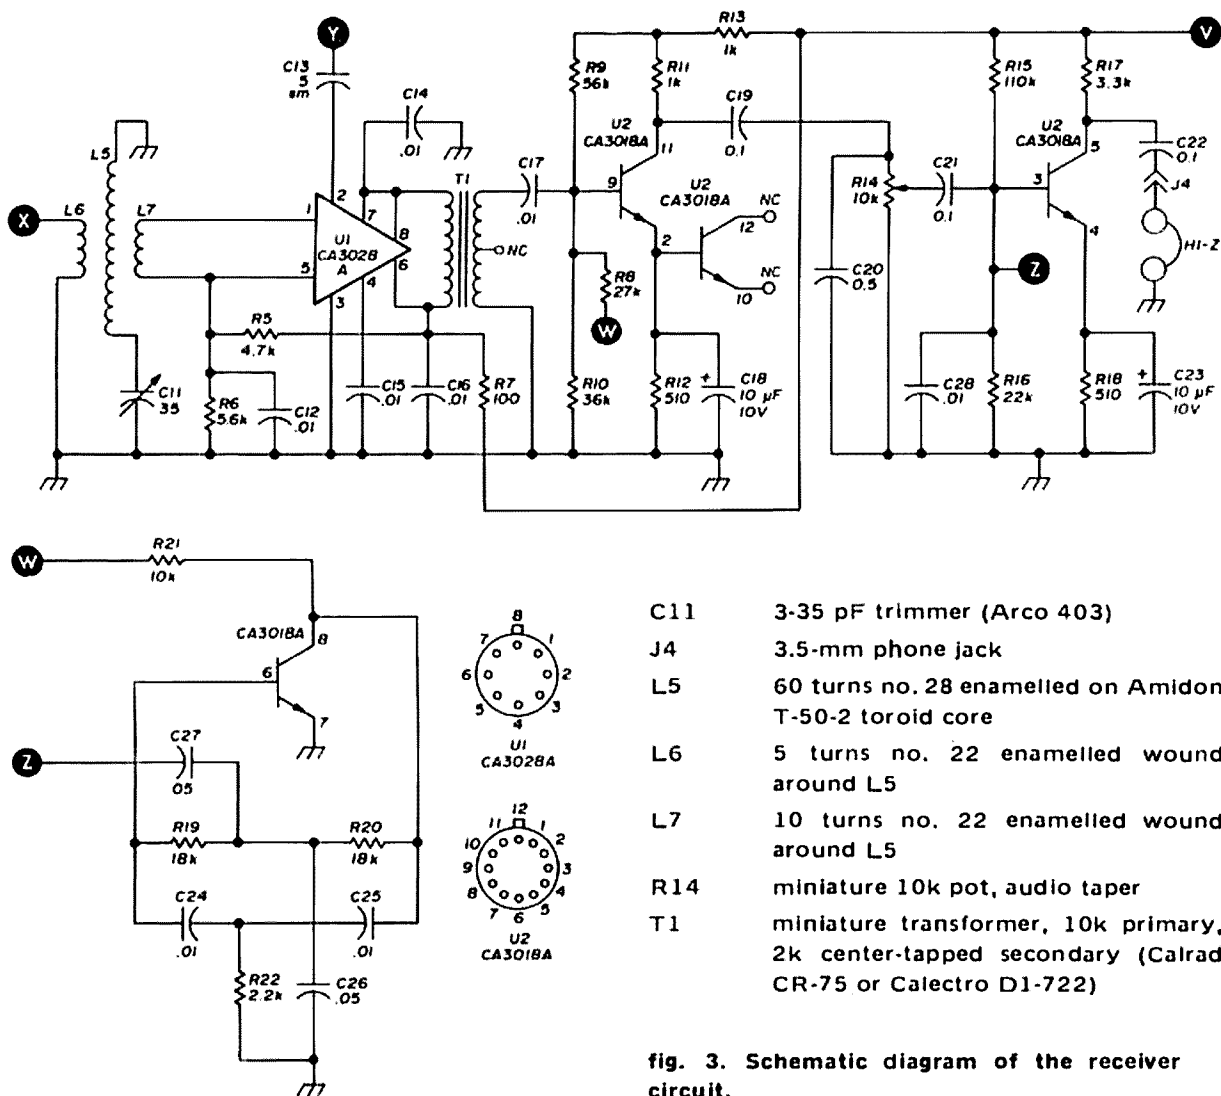 Y
C13
5
sm
C14
.01
L5
L6
L7
X
1
5
2
7
8
6
4
3
U1
CA3028
A
T1
NC
C17
.01
R5
4.7k
C11
35
R6
5.6k
C12
.01
C15
.01
C16
.01
R7
100
R13
1k
R9
56k
R11
1k
U2
CA3018A
11
9
2
C19
0.1
U2
CA3018A
12
NC
NC
10
R8
27k
W
R10
36k
R12
510
+
C18
10 µF
10V
V
R15
110k
R17
3.3k
U2
CA3018A
5
3
4
C22
0.1
J4
HI-Z
R14
10k
C21
0.1
C20
0.5
Z
C28
.01
R16
22k
R18
510
+
C23
10 µF
10V
W
R21
10k
CA3018A
8
6
7
Z
C27
05
R19
18k
R20
18k
C24
.01
C25
.01
R22
2.2k
C26
.05
8
7
1
6
2
5
3
4
U1
CA3028A
12
11
1
10
2
9
3
8
4
7
6
5
U2
CA3018A
C11 3-35 pF trimmer (Arco 403)
J4 3.5-mm phone jack
L5 60 turns no. 28 enamelled on Amidon
T-50-2 toroid core
L6 5 turns no. 22 enamelled wound
around L5
L7 10 turns no. 22 enamelled wound
around L5
R14 miniature 10k pot, audio taper
T1 miniature transformer, 10k primary,
2k center-tapped secondary (Calrad
CR-75 or Calectro D1-722)
fig. 3. Schematic diagram of the receiver
circuit.